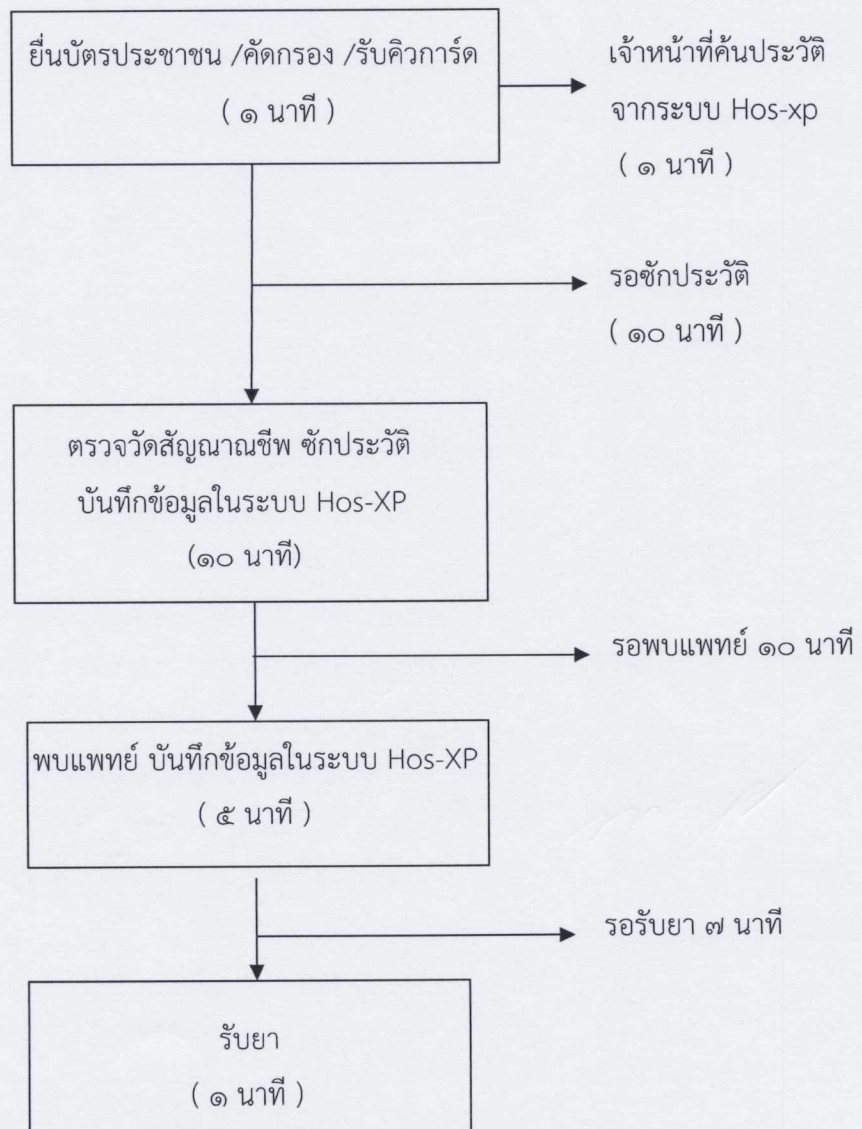 ยื่นบัตรประชาชน /คัดกรอง /รับคิวการ์ด
( ๑ นาที )
เจ้าหน้าที่ค้นประวัติ
จากระบบ Hos-xp
( ๑ นาที )
รอซักประวัติ
( ๑๐ นาที )
ตรวจวัดสัญณาณชีพ ซักประวัติ
บันทึกข้อมูลในระบบ Hos-XP
(๑๐ นาที)
รอพบแพทย์ ๑๐ นาที
พบแพทย์ บันทึกข้อมูลในระบบ Hos-XP
( ๕ นาที )
รอรับยา ๗ นาที
รับยา
( ๑ นาที )